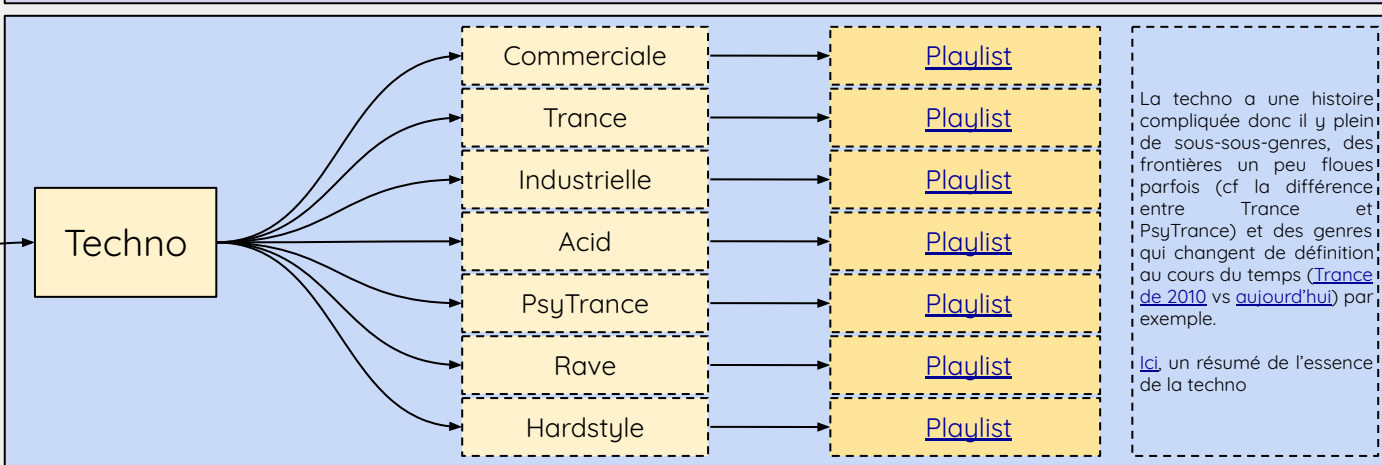 Techno
Commerciale
Playlist
Trance
Playlist
Industrielle
Playlist
Acid
Playlist
PsyTrance
Playlist
Rave
Playlist
Hardstyle
Playlist
La techno a une histoire
compliquée donc il y plein
de sous-sous-genres, des
frontières un peu floues
parfois (cf la différence
entre Trance et
PsyTrance) et des genres
qui changent de définition
au cours du temps (Trance
de 2010 vs aujourd'hui) par
exemple.
Ici, un résumé de l'essence
de la techno